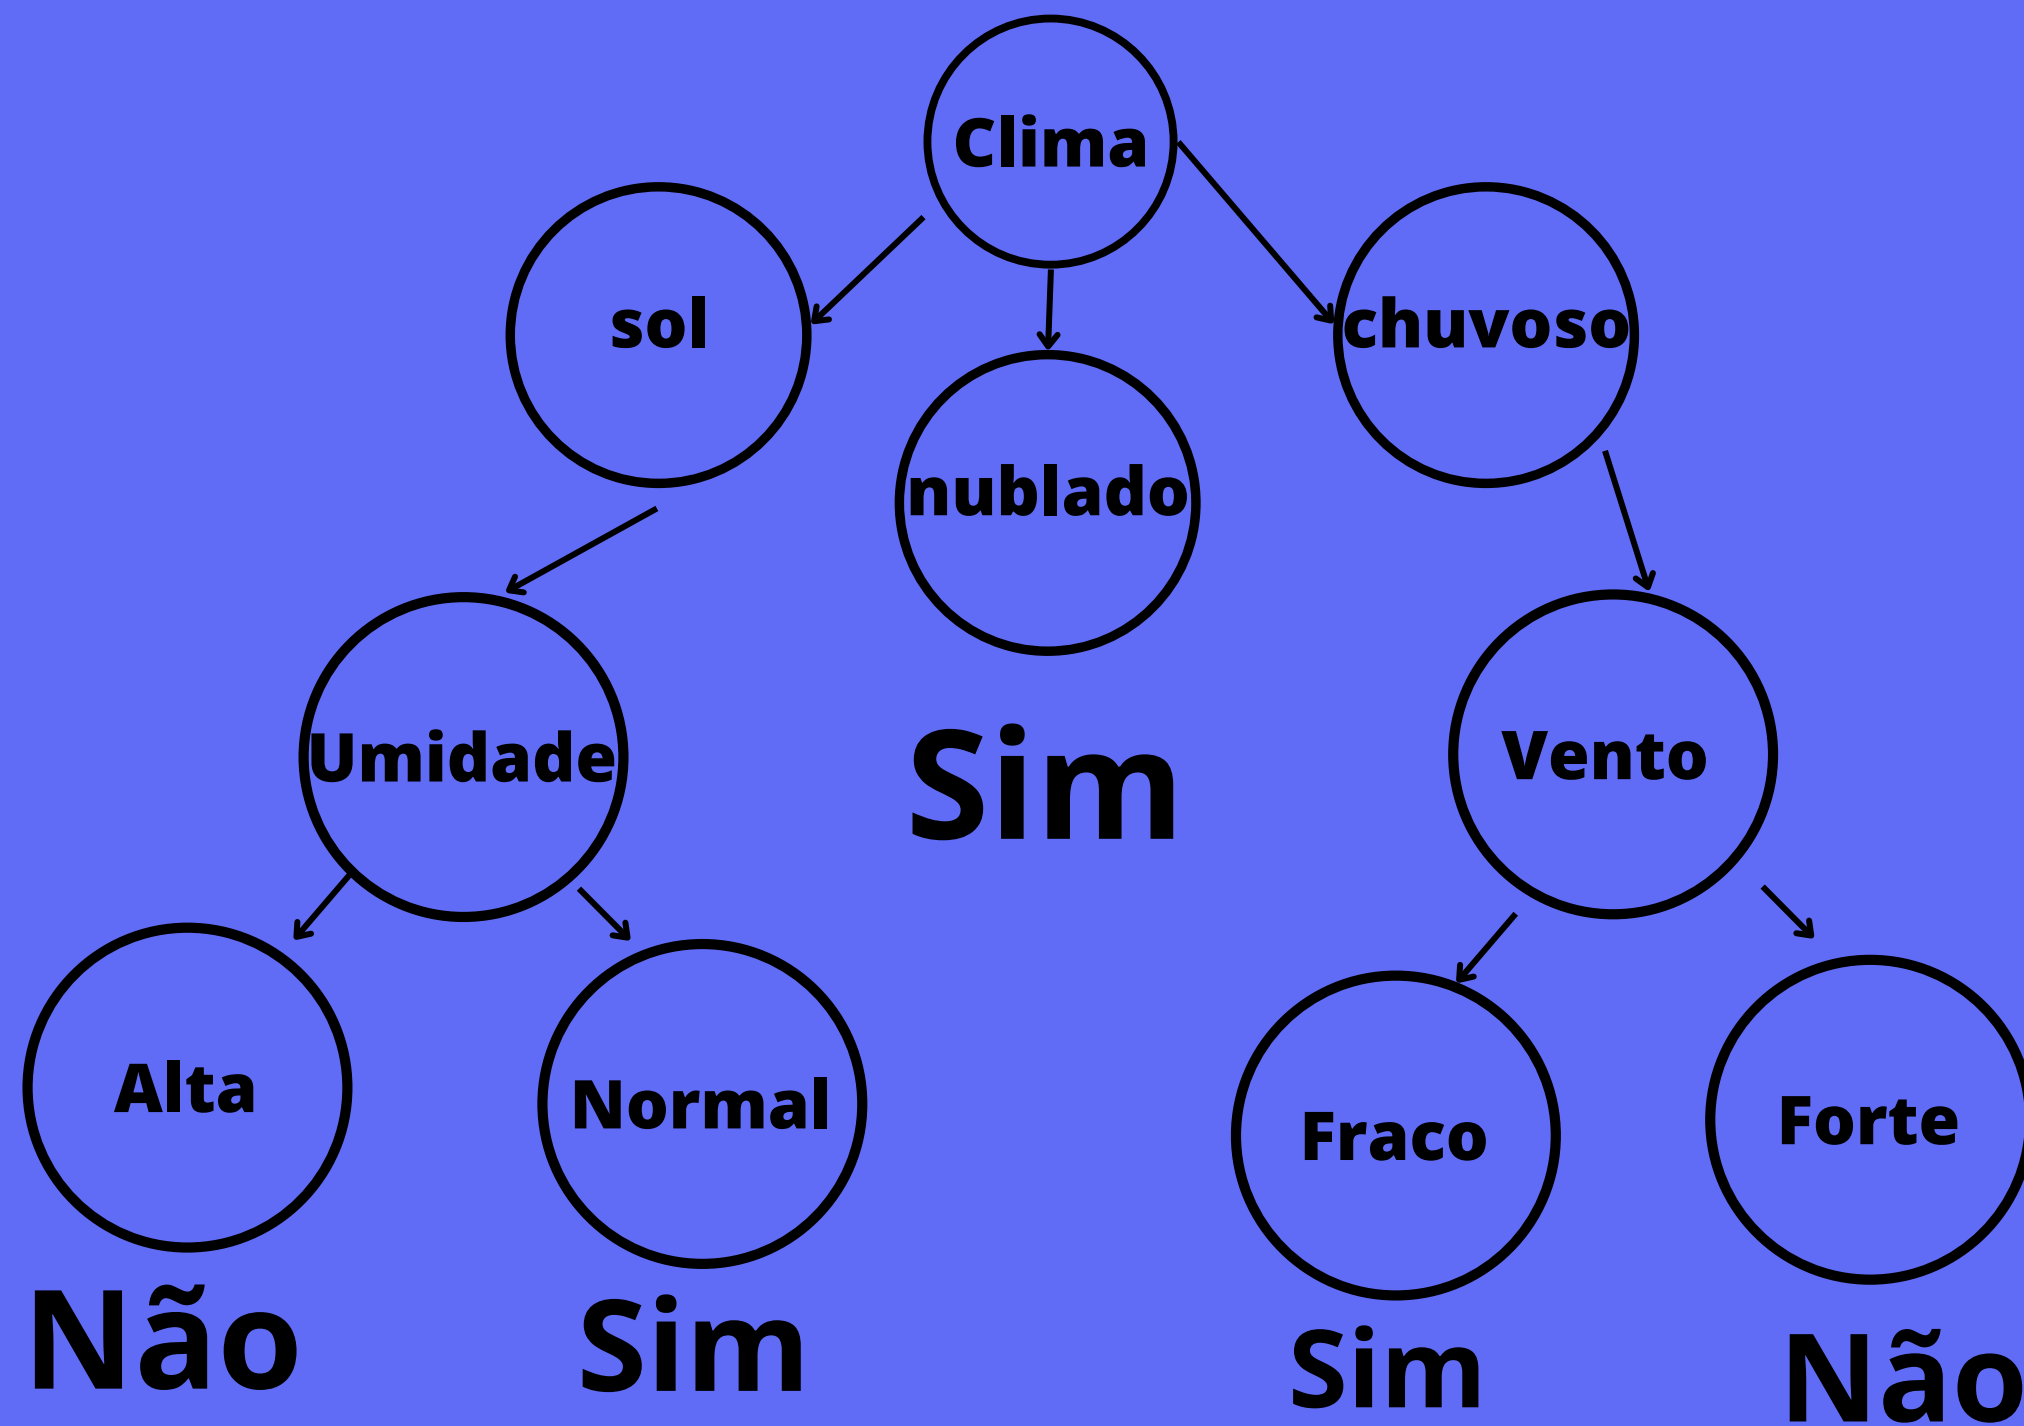 Clima
sol
chuvoso
nublado
Umidade
Sim
Vento
Alta
Normal
Fraco
Forte
Não
Sim
Sim
Não